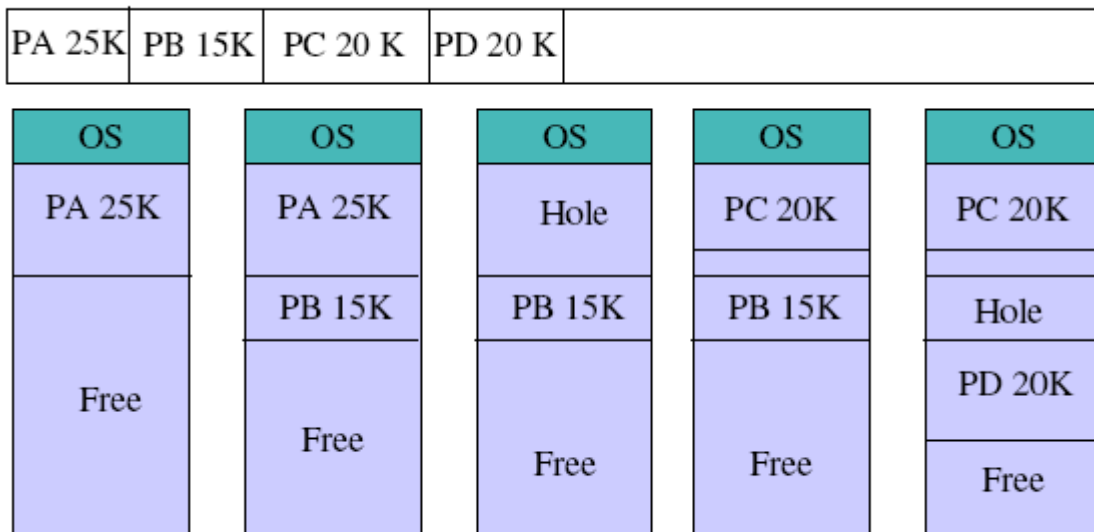 PA 25K PB 15K PC 20 K PD 20 K
OS OS OS OS OS
PA 25K PA 25K Hole PC 20K PC 20K
PB 15K PB 15K PB 15K Hole
Free Free Free Free PD 20K
Free